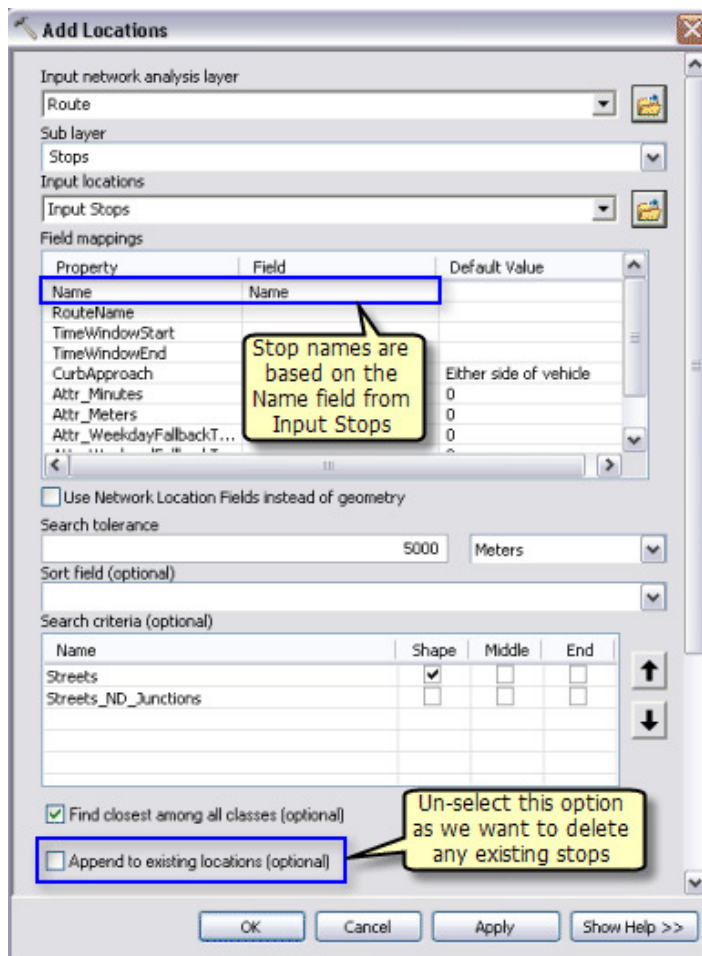 Add Locations
Input network analysis layer
Route
Sub layer
Stops
Input locations
Input Stops
Field mappings
Property Field Default Value
Name Name
RouteName
TimeWindowStart
TimeWindowEnd
CurbApproach Either side of vehicle
Attr_Minutes 0
Attr_Meters 0
Attr_WeekdayFallbackT... 0
Stop names are
based on the
Name field from
Input Stops
Use Network Location Fields instead of geometry
Search tolerance
5000 Meters
Sort field (optional)
Search criteria (optional)
Name Shape Middle End
Streets
Streets_ND_Junctions
Find closest among all classes (optional)
Un-select this option
as we want to delete
any existing stops
Append to existing locations (optional)
OK Cancel Apply Show Help >>